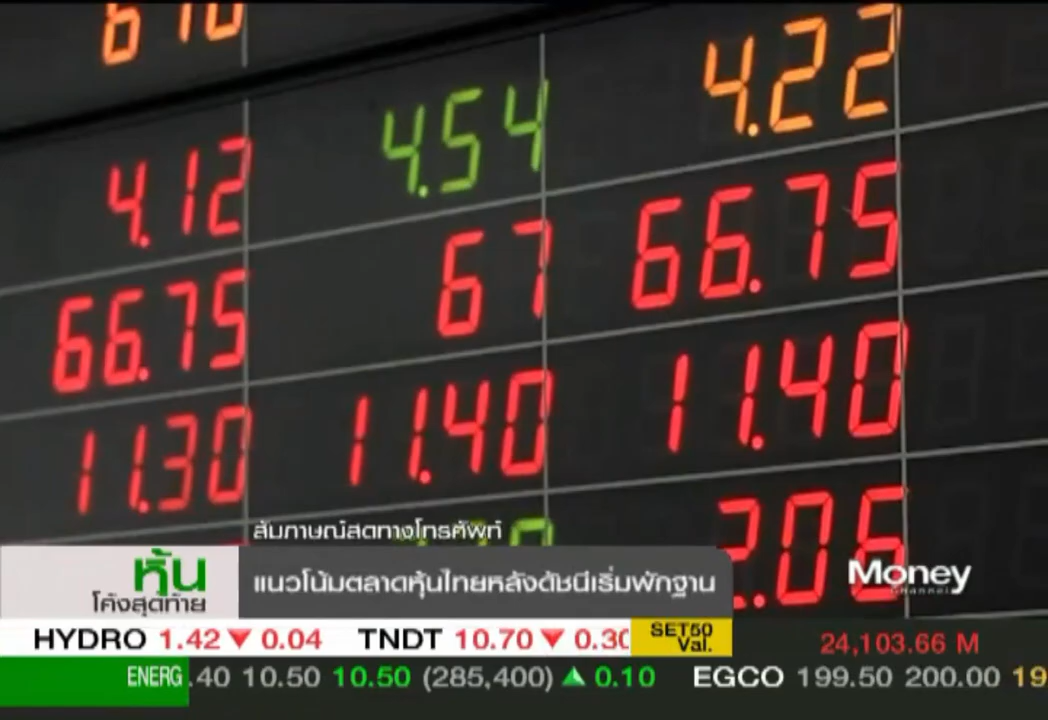 4.12 4.54 4.22
66.75 67 66.75
11.30 11.40 11.40
2.06
สัมภาษณ์สดทางโทรศัพท์
หุ้น
โค้งสุดท้าย
แนวโน้มตลาดหุ้นไทยหลังดัชนีเริ่มพักฐาน
Money
channel
HYDRO 1.42 ▼ 0.04 TNDT 10.70 ▼ 0.30
SET50
Val.
24,103.66 M
ENERG .40 10.50 10.50 (285,400) ▲ 0.10 EGCO 199.50 200.00 19